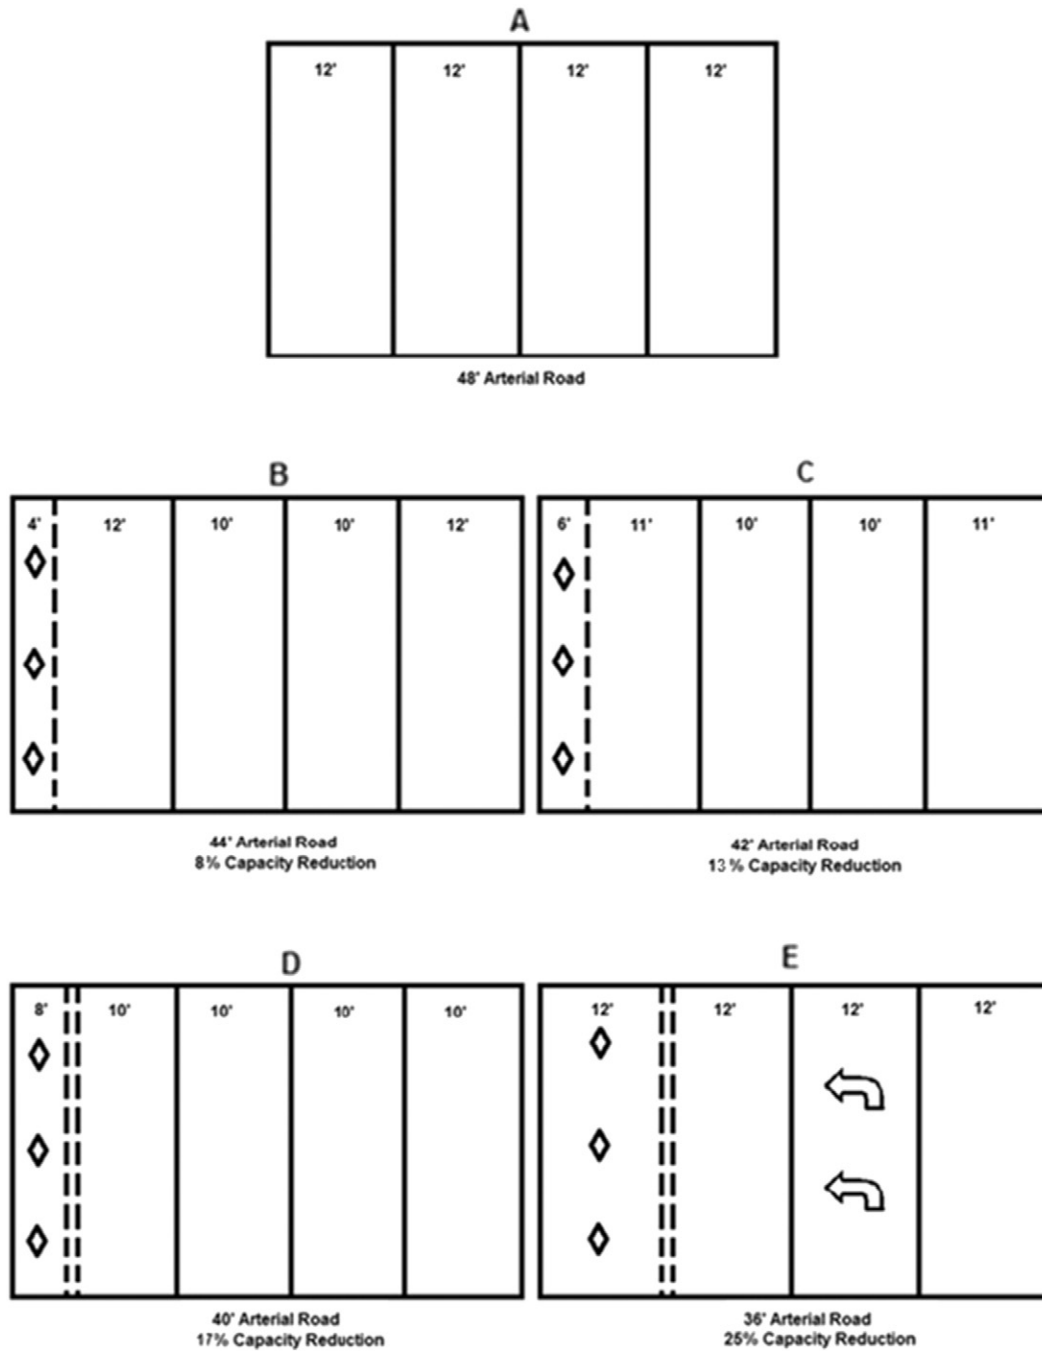 A
12' 12' 12' 12'
48' Arterial Road
B
4' 12' 10' 10' 12'
44' Arterial Road
8% Capacity Reduction
C
6' 11' 10' 10' 11'
42' Arterial Road
13% Capacity Reduction
D
8' 10' 10' 10' 10'
40' Arterial Road
17% Capacity Reduction
E
12' 12' 12' 12'
36' Arterial Road
25% Capacity Reduction